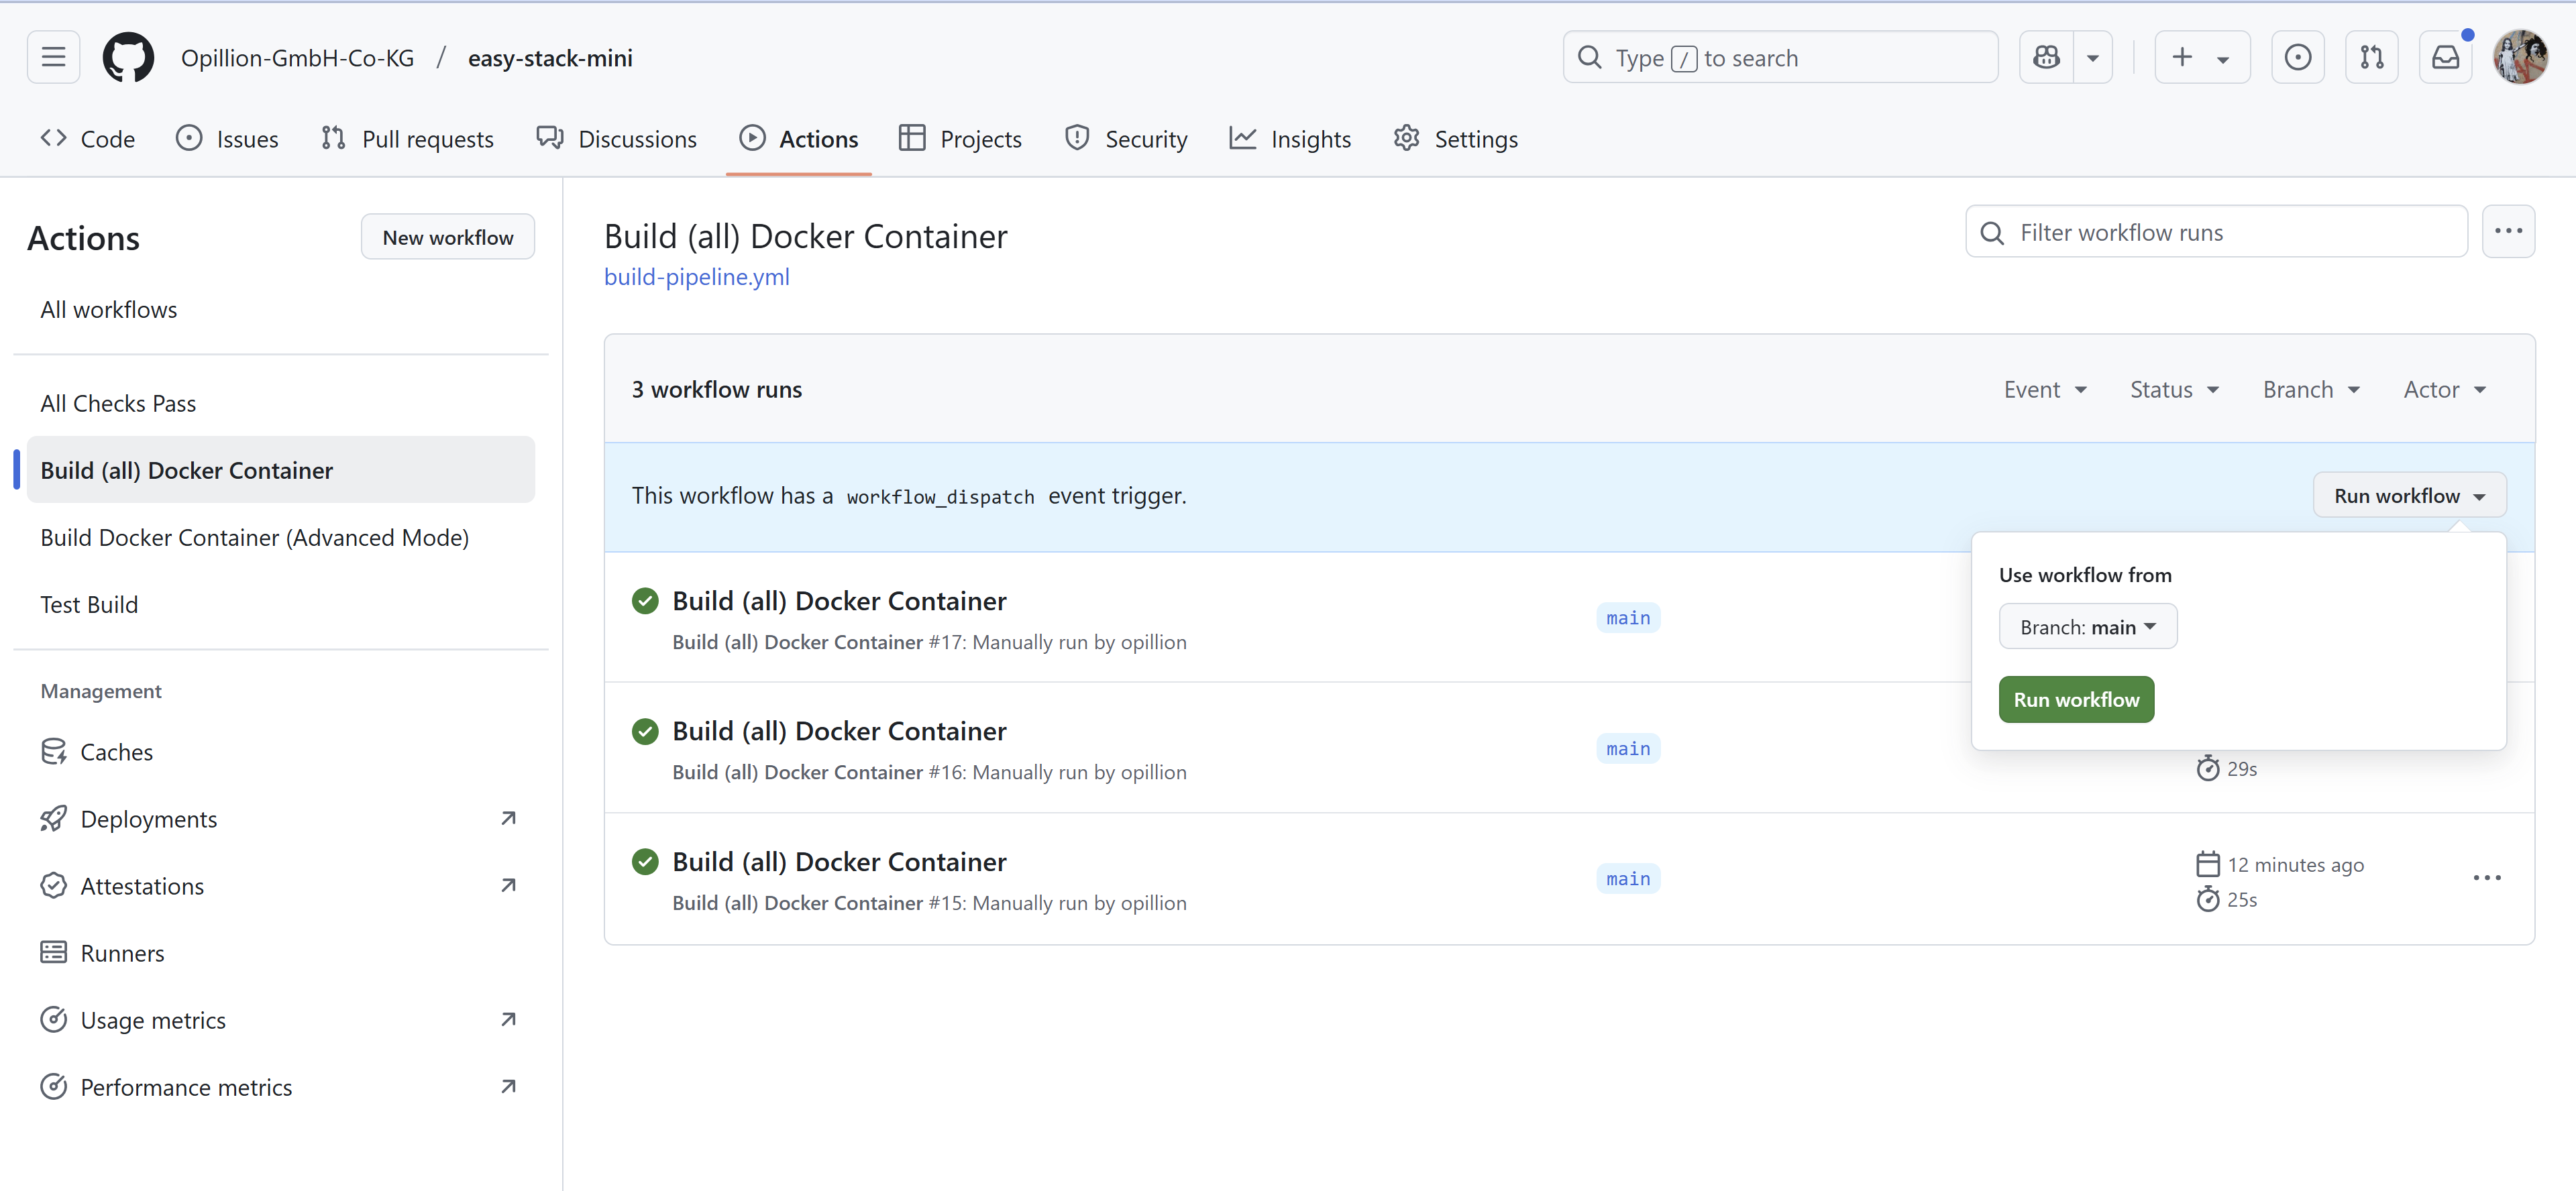 Opillion-GmbH-Co-KG / easy-stack-mini
Type / to search
Code
Issues
Pull requests
Discussions
Actions
Projects
Security
Insights
Settings
Actions
New workflow
All workflows
All Checks Pass
Build (all) Docker Container
Build Docker Container (Advanced Mode)
Test Build
Management
Caches
Deployments
Attestations
Runners
Usage metrics
Performance metrics
Build (all) Docker Container
build-pipeline.yml
Filter workflow runs
3 workflow runs
Event
Status
Branch
Actor
This workflow has a workflow_dispatch event trigger.
Run workflow
Use workflow from
Branch: main
Run workflow
Build (all) Docker Container
Build (all) Docker Container #17: Manually run by opillion
main
Build (all) Docker Container
Build (all) Docker Container #16: Manually run by opillion
main
29s
Build (all) Docker Container
Build (all) Docker Container #15: Manually run by opillion
main
12 minutes ago
25s